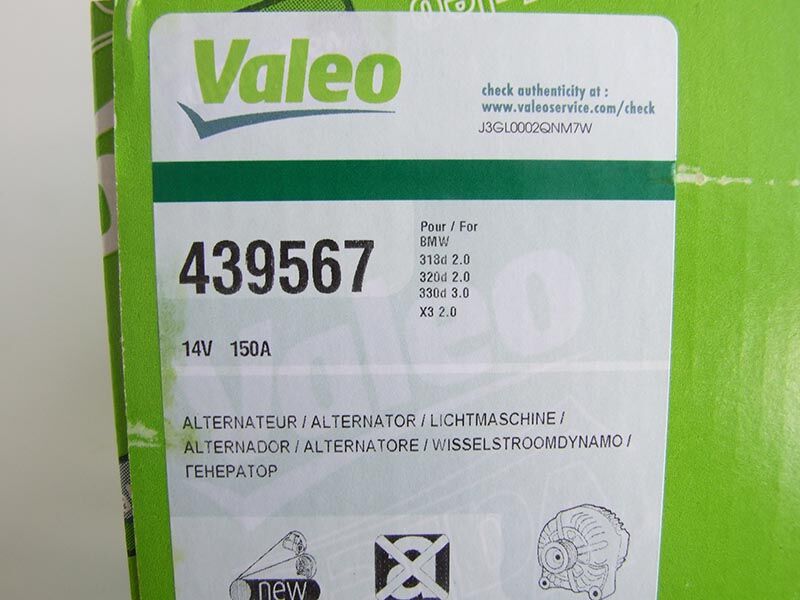 Valeo
check authenticity at :
www.valeoservice.com/check
J3GL0002QNM7W
439567
Pour / For
BMW
318d 2.0
320d 2.0
330d 3.0
X3 2.0
14V 150A
ALTERNATEUR / ALTERNATOR / LICHTMASCHINE /
ALTERNADOR / ALTERNATORE / WISSELSTROOMDYNAMO /
ГЕНЕРАТОР
new